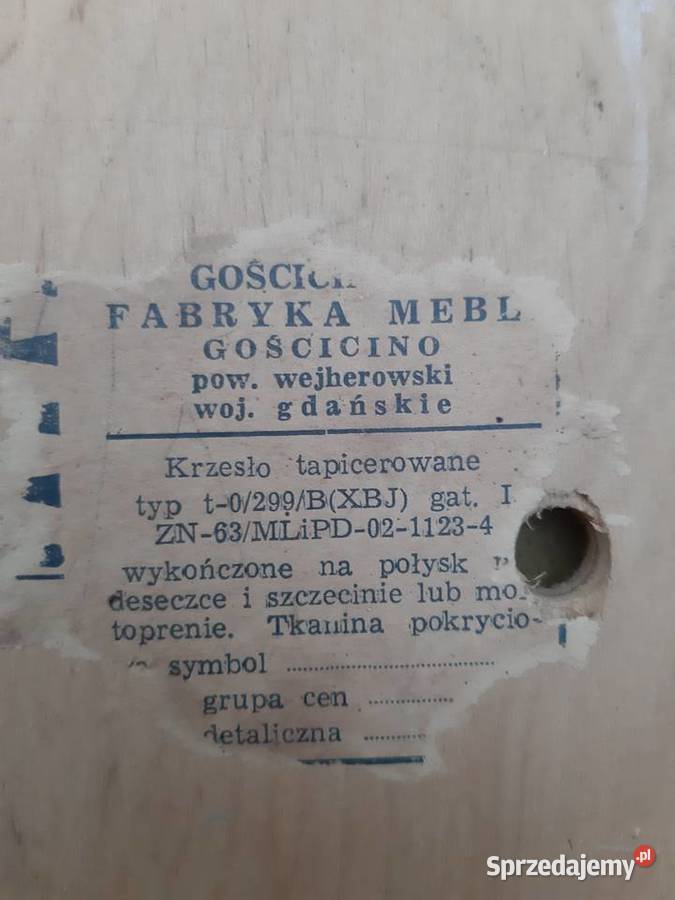 GOŚCICI
FABRYKA MEBL
GOŚCICINO
pow. wejherowski
woj. gdańskie
Krzesło tapicerowane
typ t-0/299/B(XBJ) gat. I
ZN-63/MLiPD-02-1123-4
wykończone na połysk
deseczce i szczecinie lub mo-
toprenie. Tkanina pokrycio-
symbol
grupa cen
detaliczna
Sprzedajemy.pl